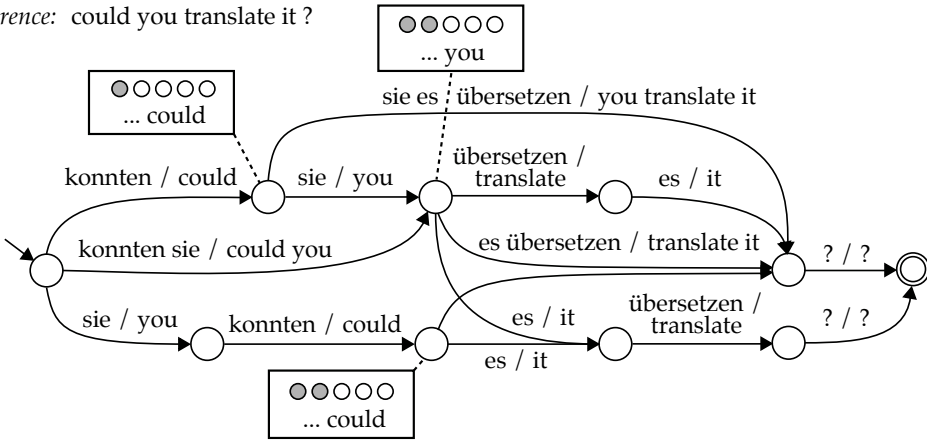 rence: could you translate it ?
... you
... could
sie es übersetzen / you translate it
konnten / could
sie / you
übersetzen /
translate
es / it
konnten sie / could you
es übersetzen / translate it
? / ?
sie / you
konnten / could
es / it
es / it
übersetzen /
translate
? / ?
... could